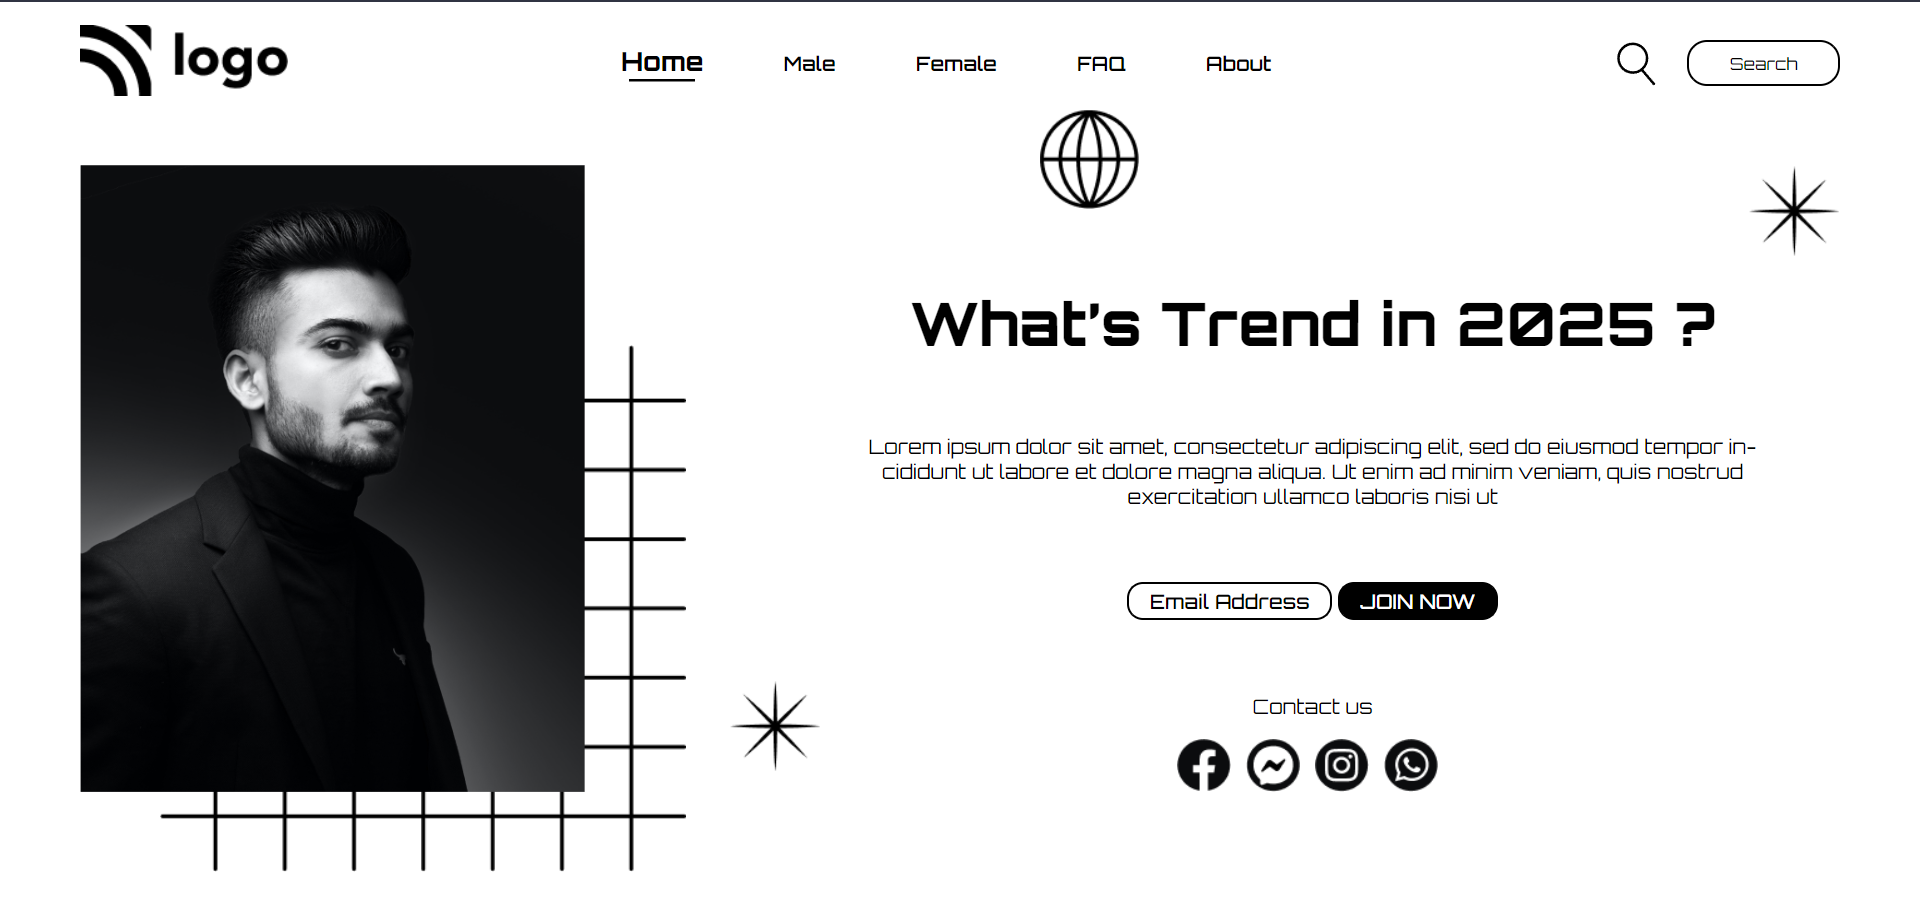 logo
Home
Male
Female
FAQ
About
Search
What's Trend in 2025 ?
Lorem ipsum dolor sit amet, consectetur adipiscing elit, sed do eiusmod tempor in-
cididunt ut labore et dolore magna aliqua. Ut enim ad minim veniam, quis nostrud
exercitation ullamco laboris nisi ut
Email Address
JOIN NOW
Contact us